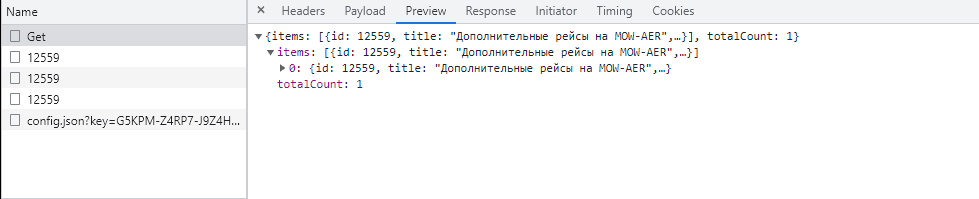 Name
Get
12559
12559
12559
config.json?key=G5KPM-Z4RP7-J9Z4H...
× Headers Payload Preview Response Initiator Timing Cookies
▼{items: [{id: 12559, title: "Дополнительные рейсы на MOW-AER",…}], totalCount: 1}
▼items: [{id: 12559, title: "Дополнительные рейсы на MOW-AER",…}]
▶0: {id: 12559, title: "Дополнительные рейсы на MOW-AER",…}
totalCount: 1